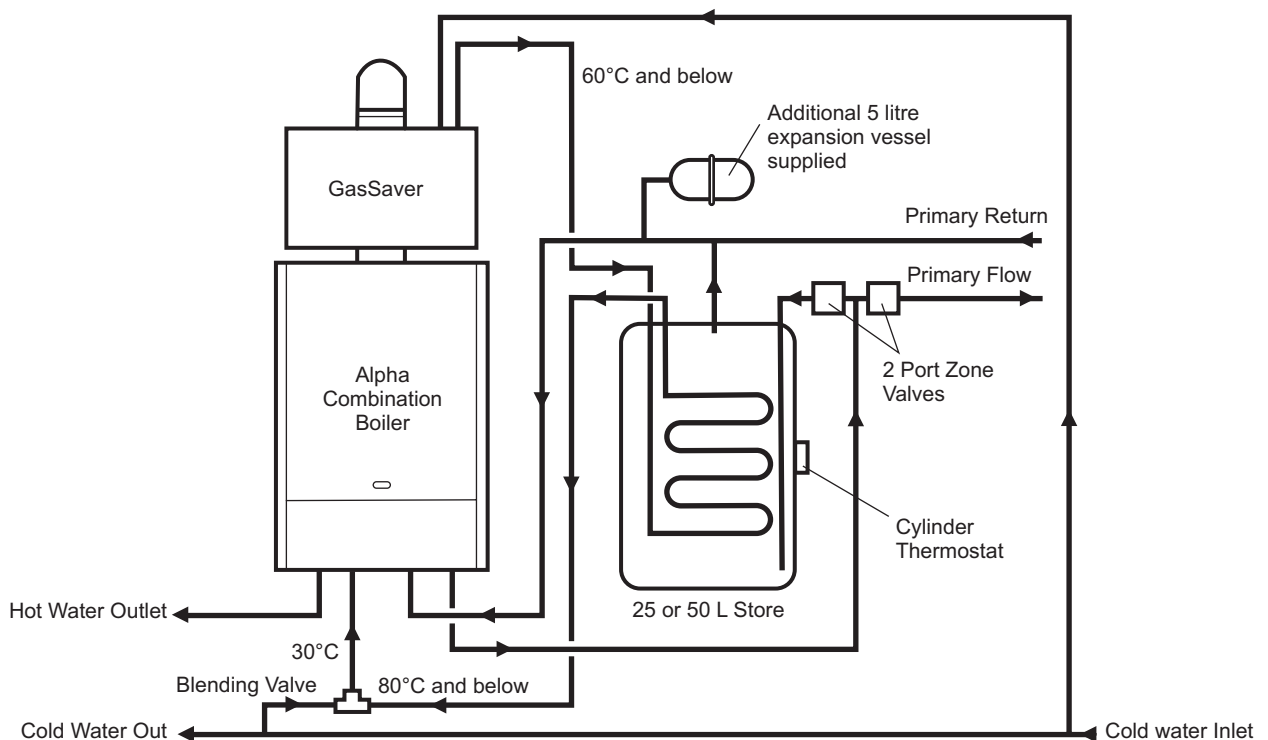 60°C and below
Additional 5 litre
expansion vessel
supplied
GasSaver
Primary Return
Primary Flow
2 Port Zone
Valves
Alpha
Combination
Boiler
Cylinder
Thermostat
25 or 50 L Store
Hot Water Outlet
30°C
Blending Valve
80°C and below
Cold Water Out
Cold water Inlet